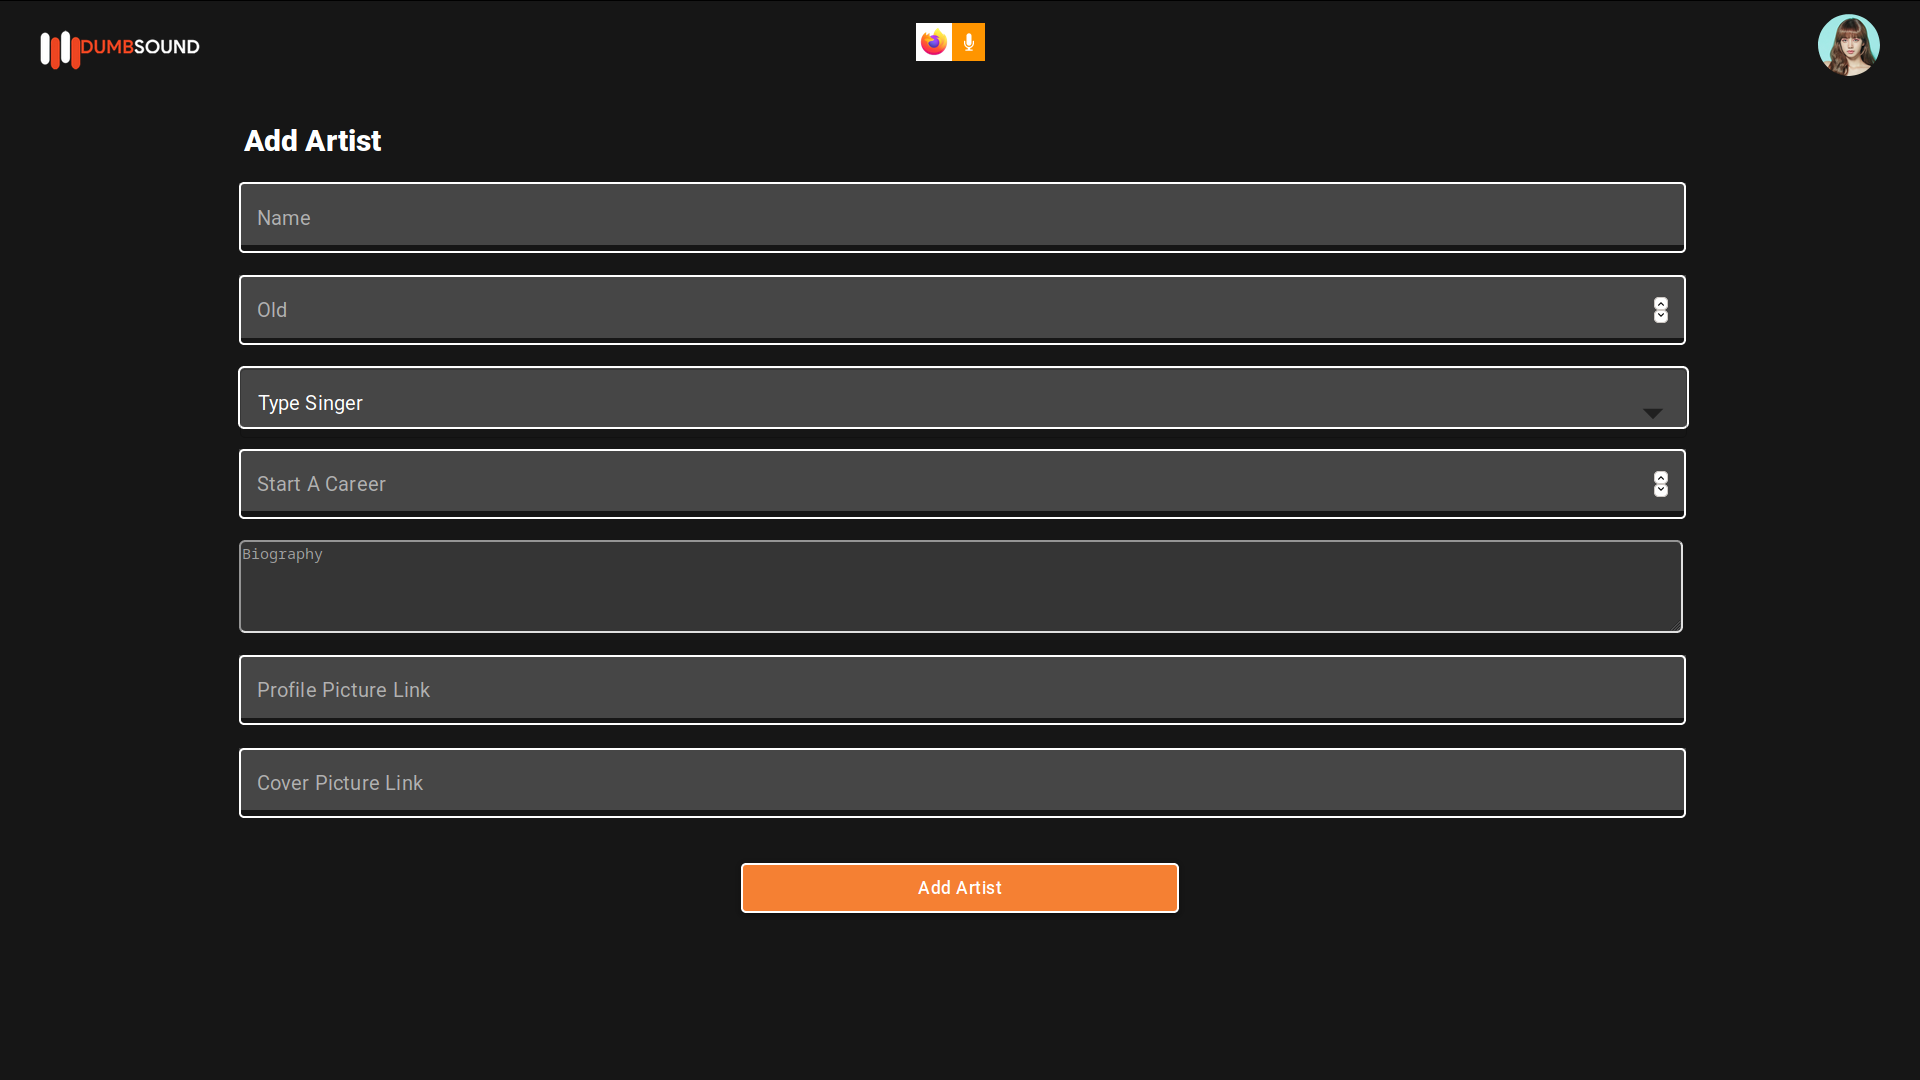 DUMBSOUND
Add Artist
Name
Old
Type Singer
Start A Career
Biography
Profile Picture Link
Cover Picture Link
Add Artist